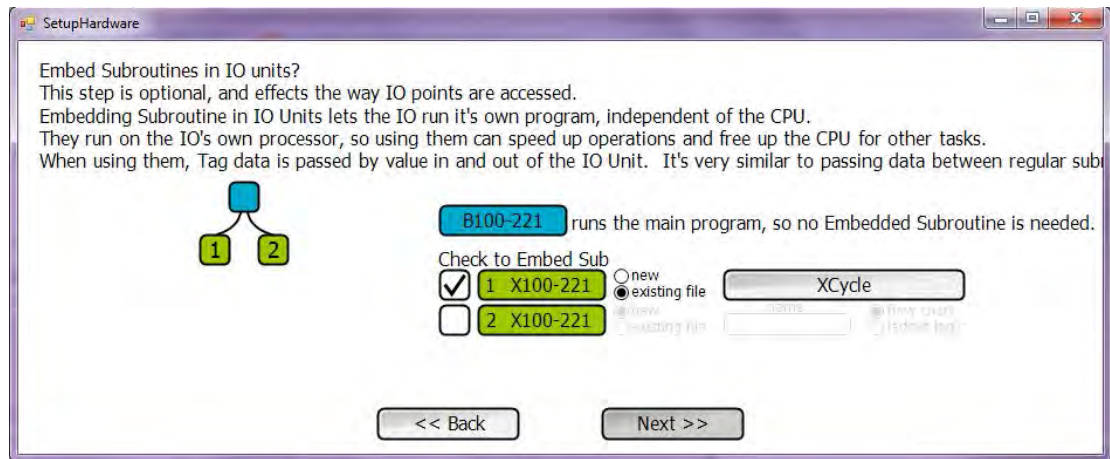 SetupHardware
Embed Subroutines in IO units?
This step is optional, and effects the way IO points are accessed.
Embedding Subroutine in IO Units lets the IO run it's own program, independent of the CPU.
They run on the IO's own processor, so using them can speed up operations and free up the CPU for other tasks.
When using them, Tag data is passed by value in and out of the IO Unit. It's very similar to passing data between regular
1 2
B100-221 runs the main program, so no Embedded Subroutine is needed.
Check to Embed Sub
1 X100-221 new existing file XCycle
2 X100-221 new existing file name
<< Back Next >>